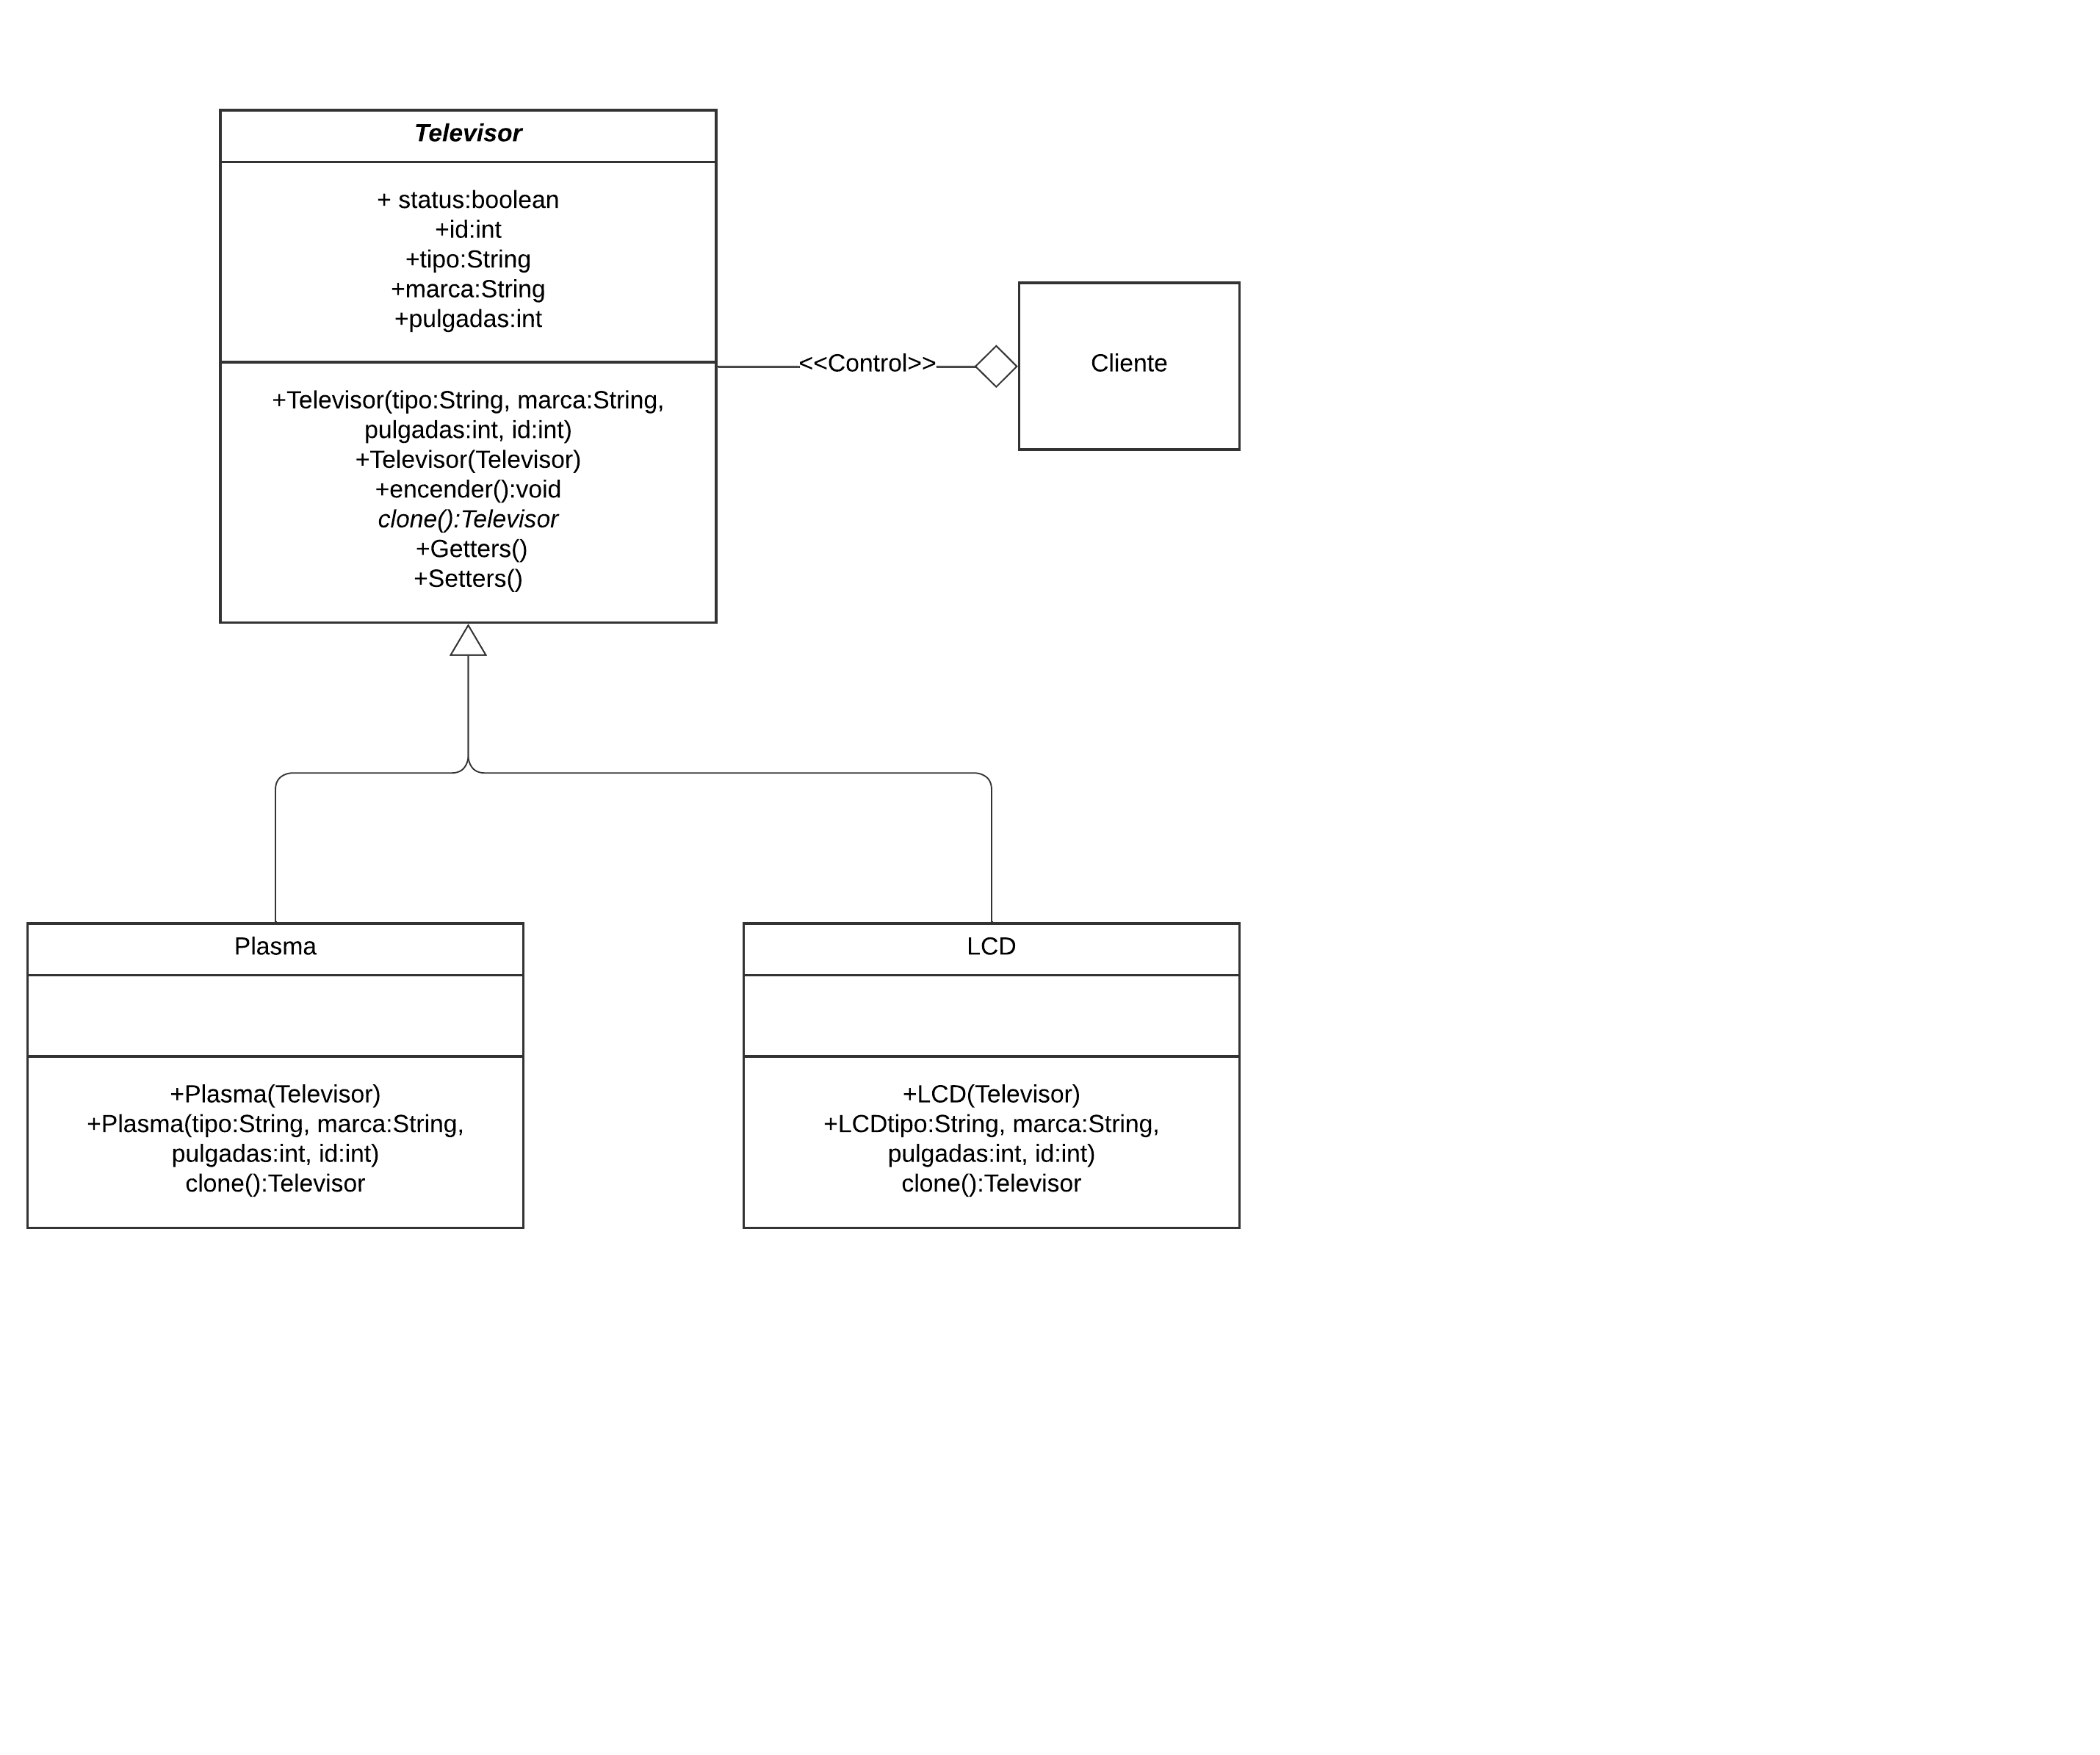 Televisor
+ status:boolean
+id:int
+tipo:String
+marca:String
+pulgadas:int
<<Control>>
Cliente
+Televisor(tipo:String, marca:String,
pulgadas:int, id:int)
+Televisor(Televisor)
+encender():void
clone():Televisor
+Getters()
+Setters()
Plasma
+Plasma(Televisor)
+Plasma(tipo:String, marca:String,
pulgadas:int, id:int)
clone():Televisor
LCD
+LCD(Televisor)
+LCDtipo:String, marca:String,
pulgadas:int, id:int)
clone():Televisor